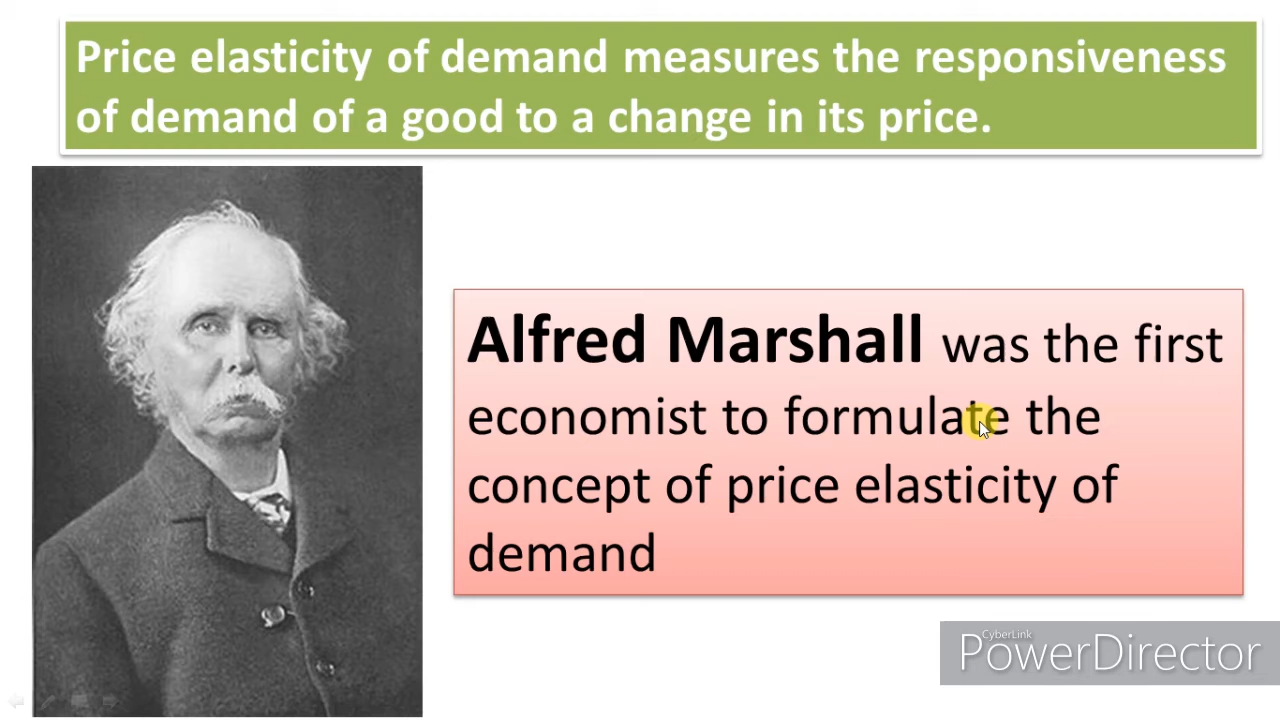 Price elasticity of demand measures the responsiveness
of demand of a good to a change in its price.
Alfred Marshall was the first
economist to formulate the
concept of price elasticity of
demand
CyberLink
PowerDirector